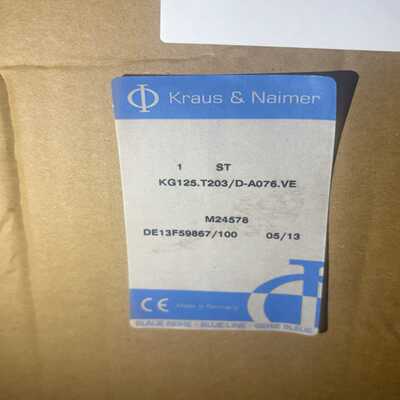 Kraus & Naimer
1 ST
KG125.T203/D-A076.VE
M24578
DE13F59867/100 05/13
CE Made in Germany
BLAUE REIHE - BLUE LINE - SERIE BLEUE